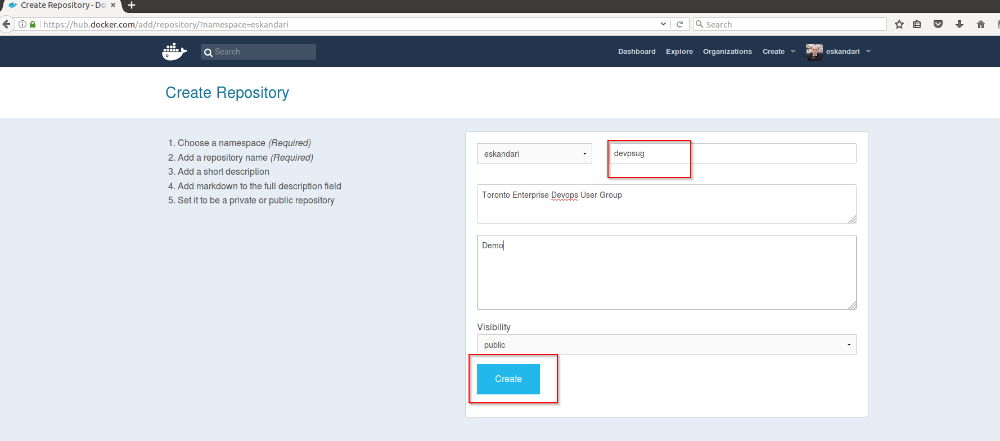 Create Repository - Do
https://hub.docker.com/add/repository/?namespace=eskandari
Search
Search
Dashboard
Explore
Organizations
Create
eskandari
Create Repository
1. Choose a namespace (Required)
2. Add a repository name (Required)
3. Add a short description
4. Add markdown to the full description field
5. Set it to be a private or public repository
eskandari
devpsug
Toronto Enterprise Devops User Group
Demo
Visibility
public
Create